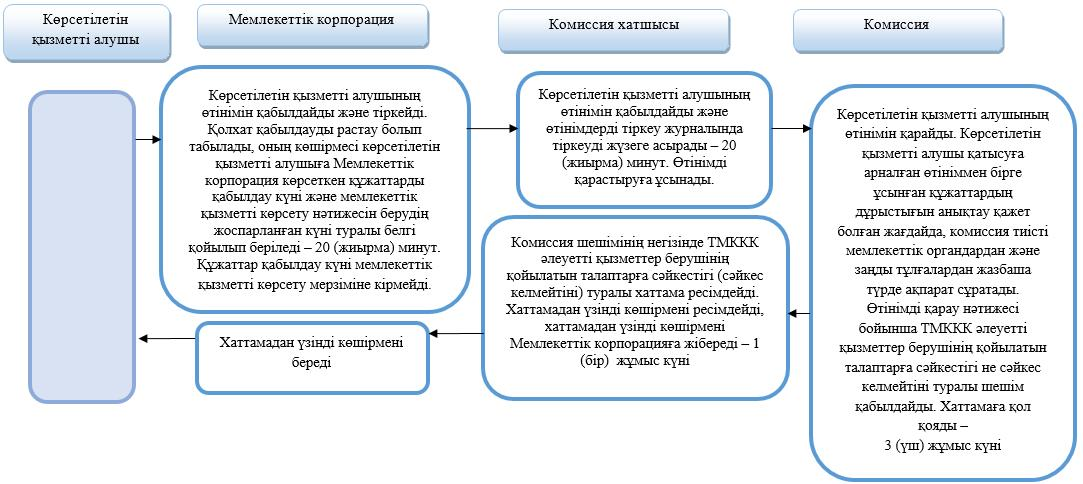 Көрсетілетін
қызметті алушы
Мемлекеттік корпорация
Комиссия хатшысы
Комиссия
Көрсетілетін қызметті алушының
өтінімін қабылдайды және тіркейді.
Қолхат қабылдауды растау болып
табылады, оның көшірмесі көрсетілетін
қызметті алушыға Мемлекеттік
корпорация көрсеткен құжаттарды
қабылдау күні және мемлекеттік
қызметті көрсету нәтижесін берудің
жоспарланған күні туралы белгі
қойылып беріледі – 20 (жиырма) минут.
Құжаттар қабылдау күні мемлекеттік
қызметті көрсету мерзіміне кірмейді.
Көрсетілетін қызметті алушының
өтінімін қабылдайды және
өтінімдерді тіркеу журналында
тіркеуді жүзеге асырады – 20
(жиырма) минут. Өтінімді
қарастыруға ұсынады.
Көрсетілетін қызметті алушының
өтінімін қарайды. Көрсетілетін
қызметті алушы қатысуға
арналған өтініммен бірге
ұсынған құжаттардың
дұрыстығын анықтау қажет
болған жағдайда, комиссия тиісті
мемлекеттік органдардан және
заңды тұлғалардан жазбаша
түрде ақпарат сұратады.
Өтінімді қарау нәтижесі
бойынша ТМККК әлеуетті
қызметтер берушінің қойылатын
талаптарға сәйкестігі не сәйкес
келмейтіні туралы шешім
қабылдайды. Хаттамаға қол
қояды –
3 (үш) жұмыс күні
Комиссия шешімінің негізінде ТМККК
әлеуетті қызметтер берушінің
қойылатын талаптарға сәйкестігі (сәйкес
келмейтіні) туралы хаттама ресімдейді.
Хаттамадан үзінді көшірмені ресімдейді,
хаттамадан үзінді көшірмені
Мемлекеттік корпорацияға жібереді – 1
(бір) жұмыс күні
Хаттамадан үзінді көшірмені
береді